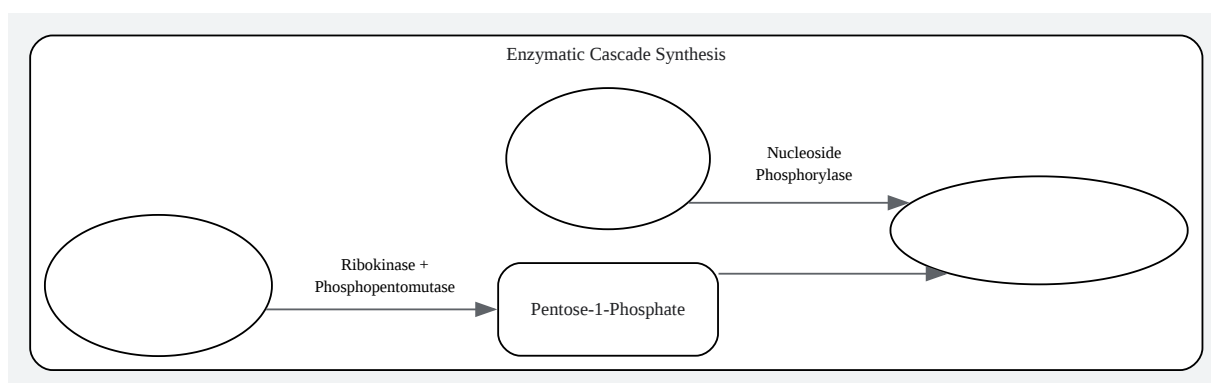 Enzymatic Cascade Synthesis
Nucleoside
Phosphorylase
Ribokinase +
Phosphopentomutase
Pentose-1-Phosphate